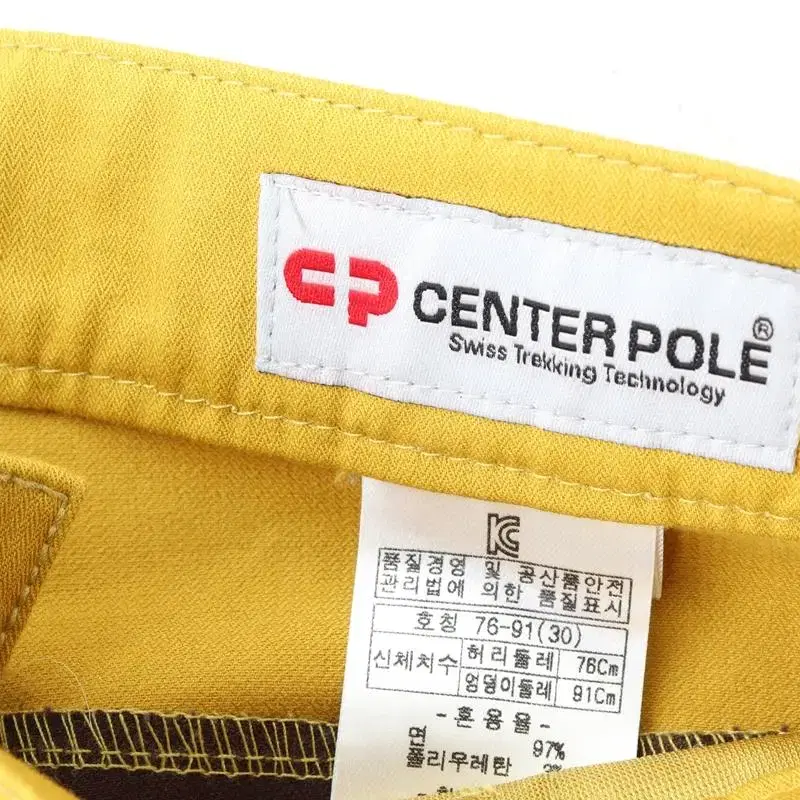 CP CENTER POLE®
Swiss Trekking Technology
KC
품질경영 및 공산품안전
관리법에 의한 품질표시
호칭 76-91(30)
신체치수 허리둘레 76Cm
엉덩이둘레 91Cm
- 혼용율 -
97%
폴리우레탄